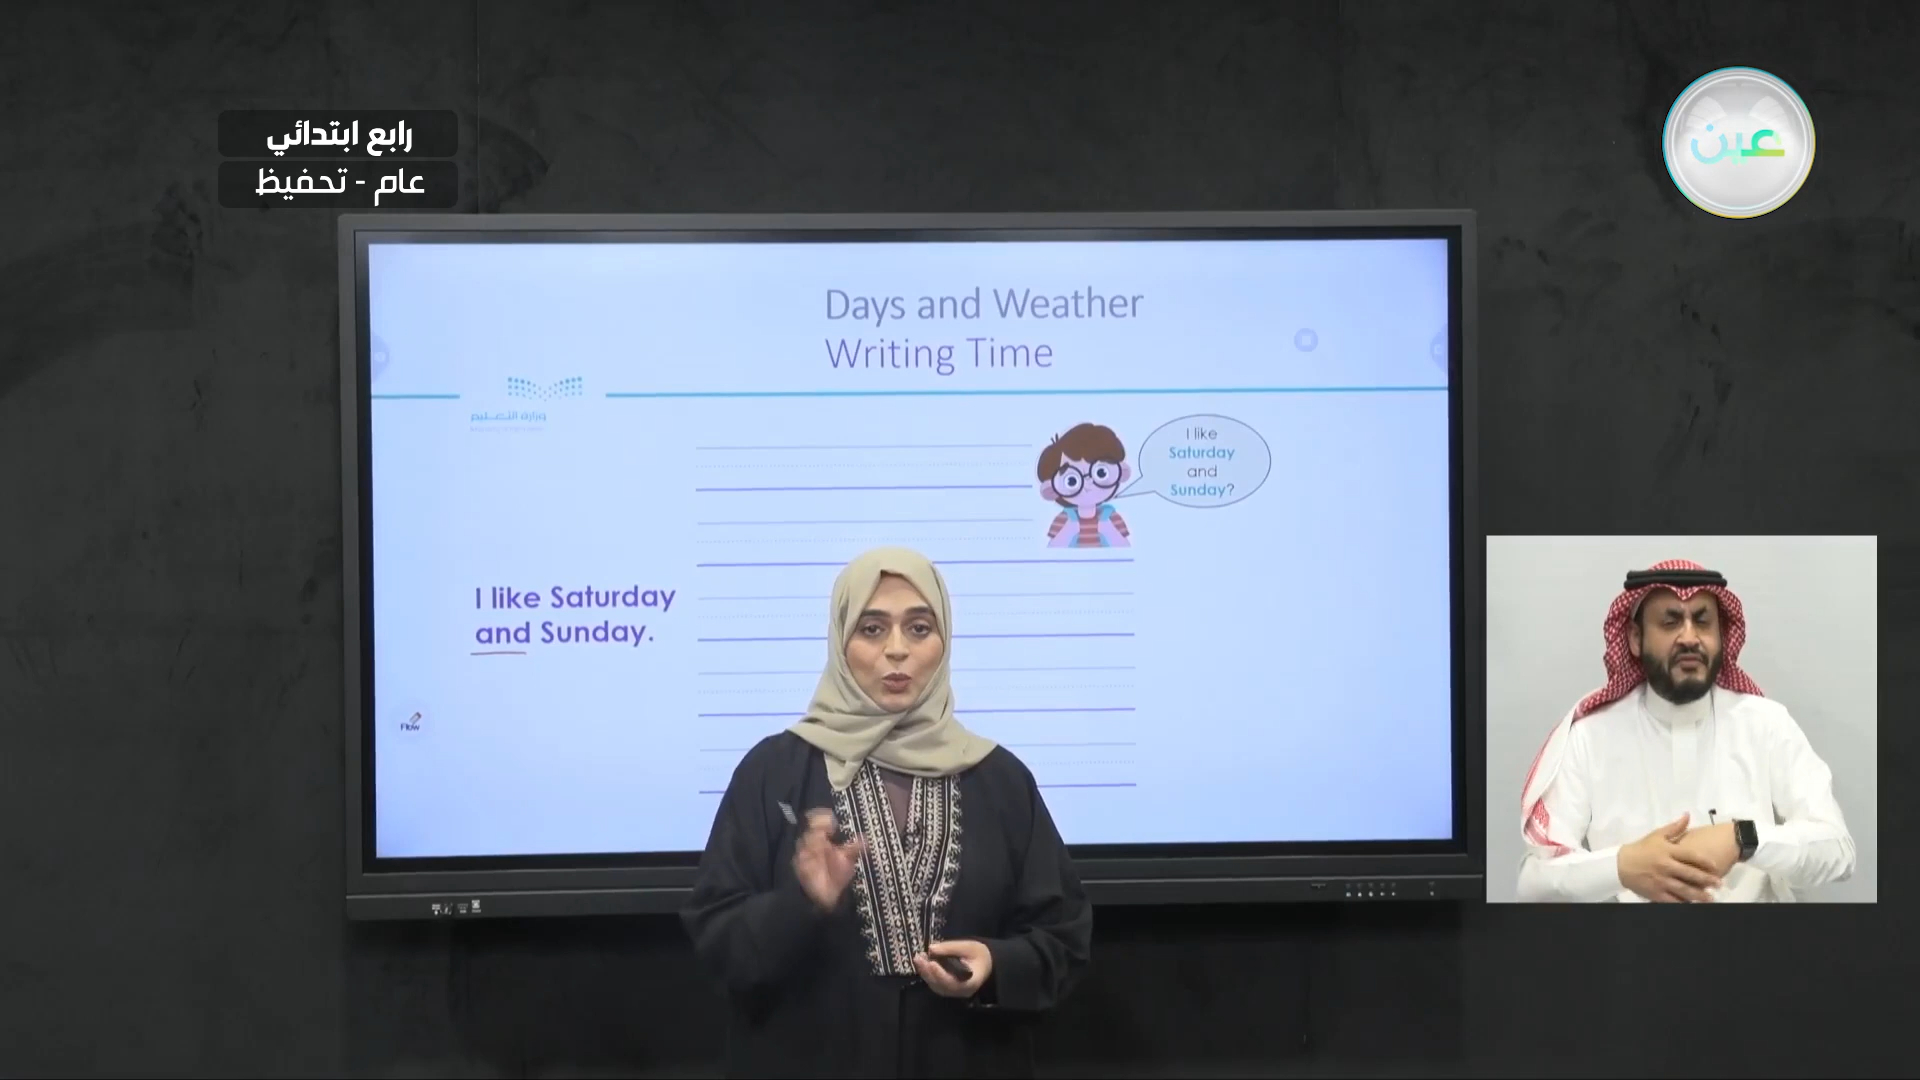 رابع ابتدائي
عام - تحفيظ
عين
Days and Weather
Writing Time
وزارة التعليم
I like
Saturday
and
Sunday?
I like Saturday
and Sunday.
Flow